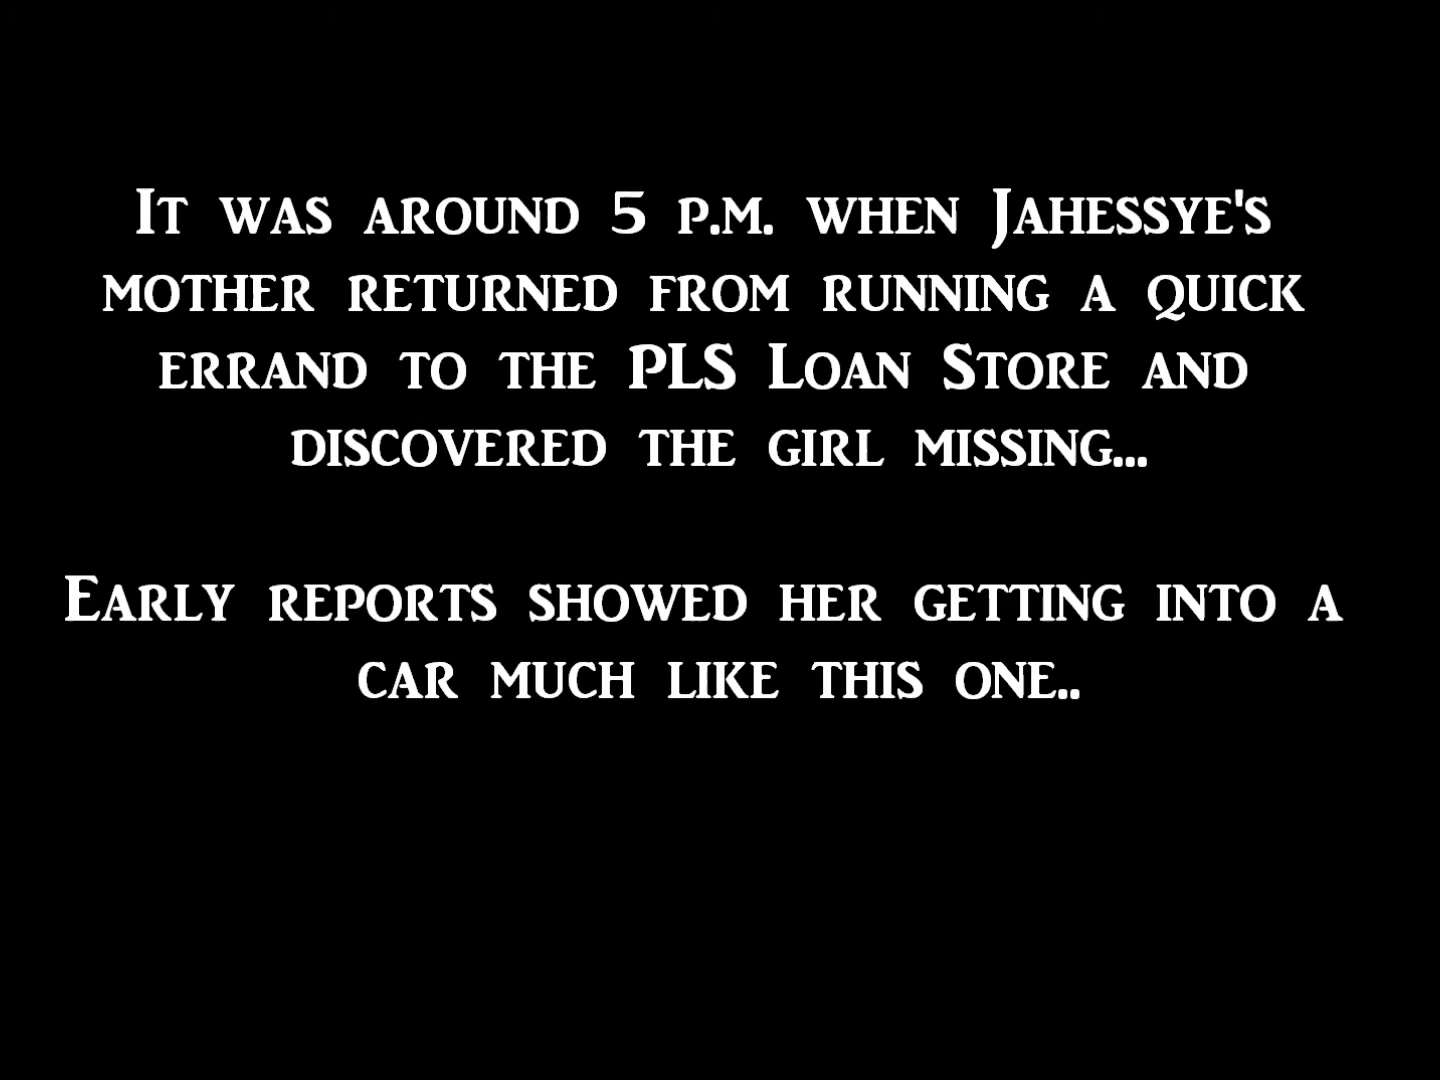 It was around 5 p.m. when Jahessye's
mother returned from running a quick
errand to the PLS Loan Store and
discovered the girl missing...
Early reports showed her getting into a
car much like this one..